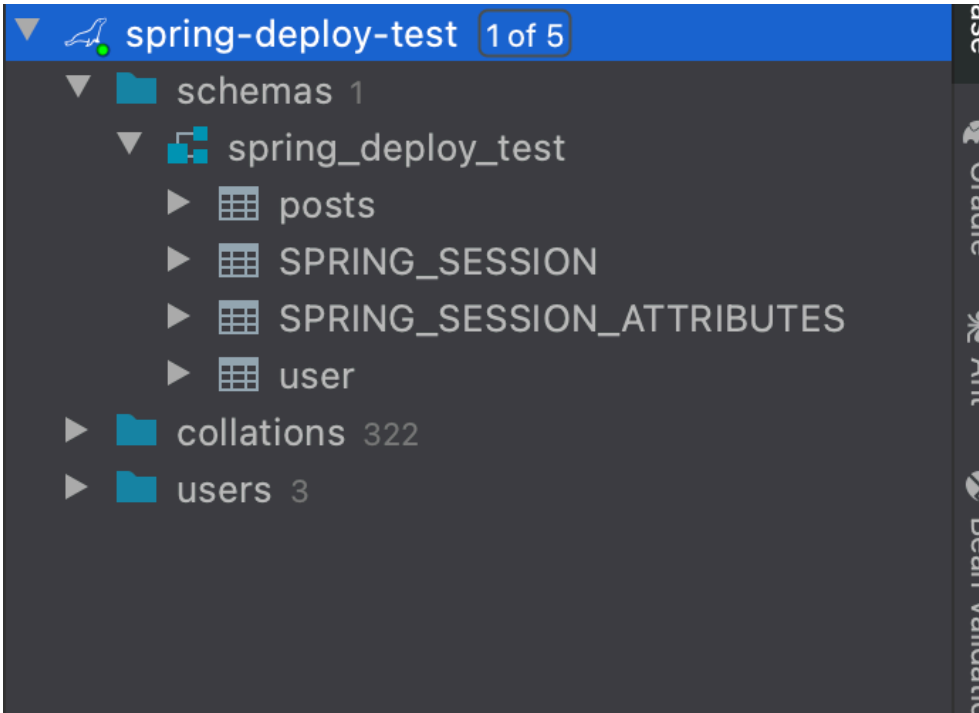 spring-deploy-test 1 of 5
schemas 1
spring_deploy_test
posts
SPRING_SESSION
SPRING_SESSION_ATTRIBUTES
user
collations 322
users 3